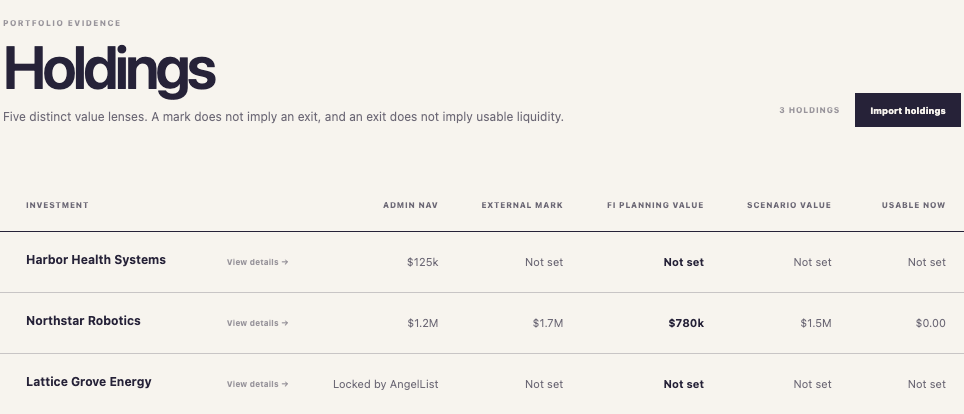 PORTFOLIO EVIDENCE
Holdings
Five distinct value lenses. A mark does not imply an exit, and an exit does not imply usable liquidity.
3 HOLDINGS
Import holdings
INVESTMENT ADMIN NAV EXTERNAL MARK FI PLANNING VALUE SCENARIO VALUE USABLE NOW
Harbor Health Systems View details → $125k Not set Not set Not set Not set
Northstar Robotics View details → $1.2M $1.7M $780k $1.5M $0.00
Lattice Grove Energy View details → Locked by AngelList Not set Not set Not set Not set